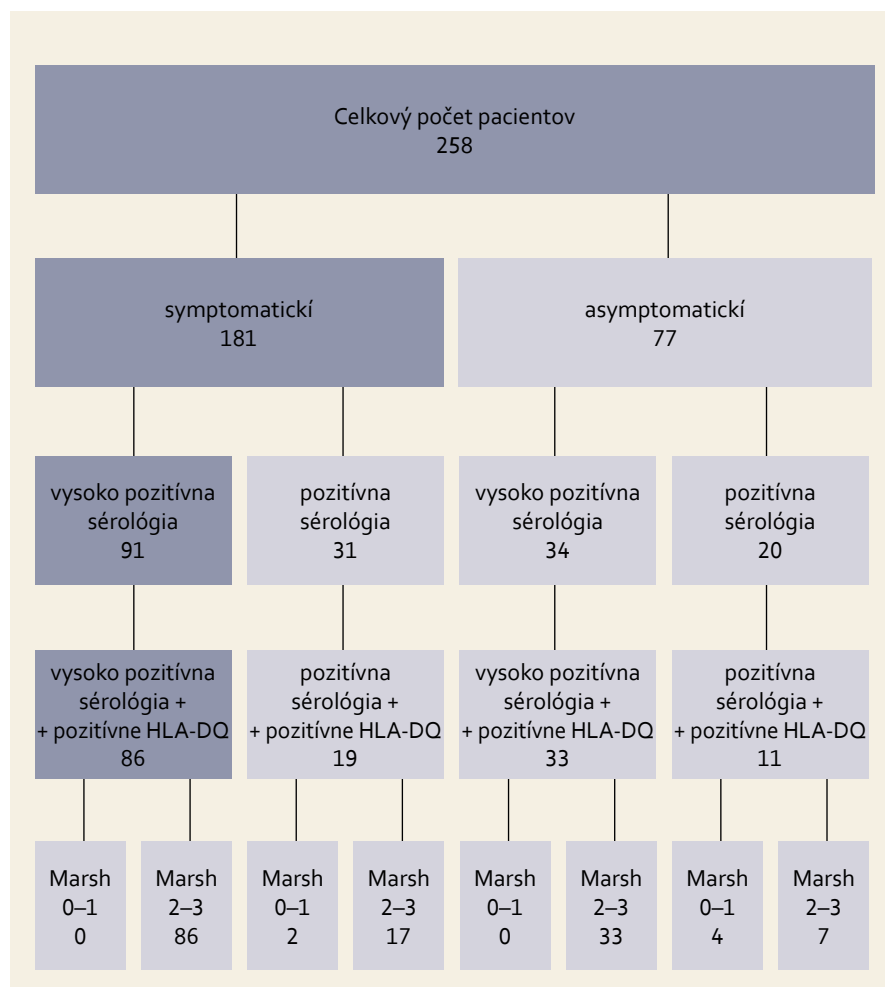 Celkový počet pacientov
258
symptomatickí
181
asymptomatickí
77
vysoko pozitívna
sérológia
91
pozitívna
sérológia
31
vysoko pozitívna
sérológia
34
pozitívna
sérológia
20
vysoko pozitívna
sérológia +
+ pozitívne HLA-DQ
86
pozitívna
sérológia +
+ pozitívne HLA-DQ
19
vysoko pozitívna
sérológia +
+ pozitívne HLA-DQ
33
pozitívna
sérológia +
+ pozitívne HLA-DQ
11
Marsh
0–1
0
Marsh
2–3
86
Marsh
0–1
2
Marsh
2–3
17
Marsh
0–1
0
Marsh
2–3
33
Marsh
0–1
4
Marsh
2–3
7